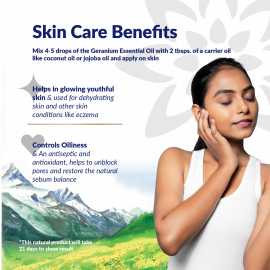 Skin Care Benefits
Mix 4-5 drops of the Geranium Essential Oil with 2 tbsps. of a carrier oil
like coconut oil or jojoba oil and apply on skin
Helps in glowing youthful
skin & used for dehydrating
skin and other skin
conditions like eczema
Controls Oiliness
& An antiseptic and
antioxidant, helps to unblock
pores and restore the natural
sebum balance
*This natural product will take
21 days to show result